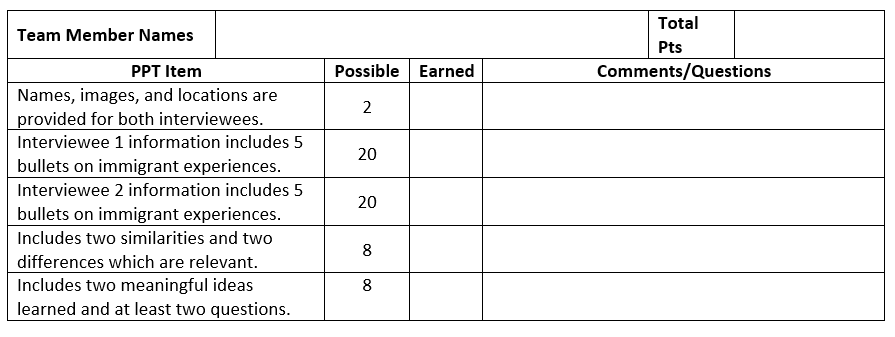 Team Member Names
Total
Pts
PPT Item Possible Earned Comments/Questions
Names, images, and locations are
provided for both interviewees.
2
Interviewee 1 information includes 5
bullets on immigrant experiences.
20
Interviewee 2 information includes 5
bullets on immigrant experiences.
20
Includes two similarities and two
differences which are relevant.
8
Includes two meaningful ideas
learned and at least two questions.
8